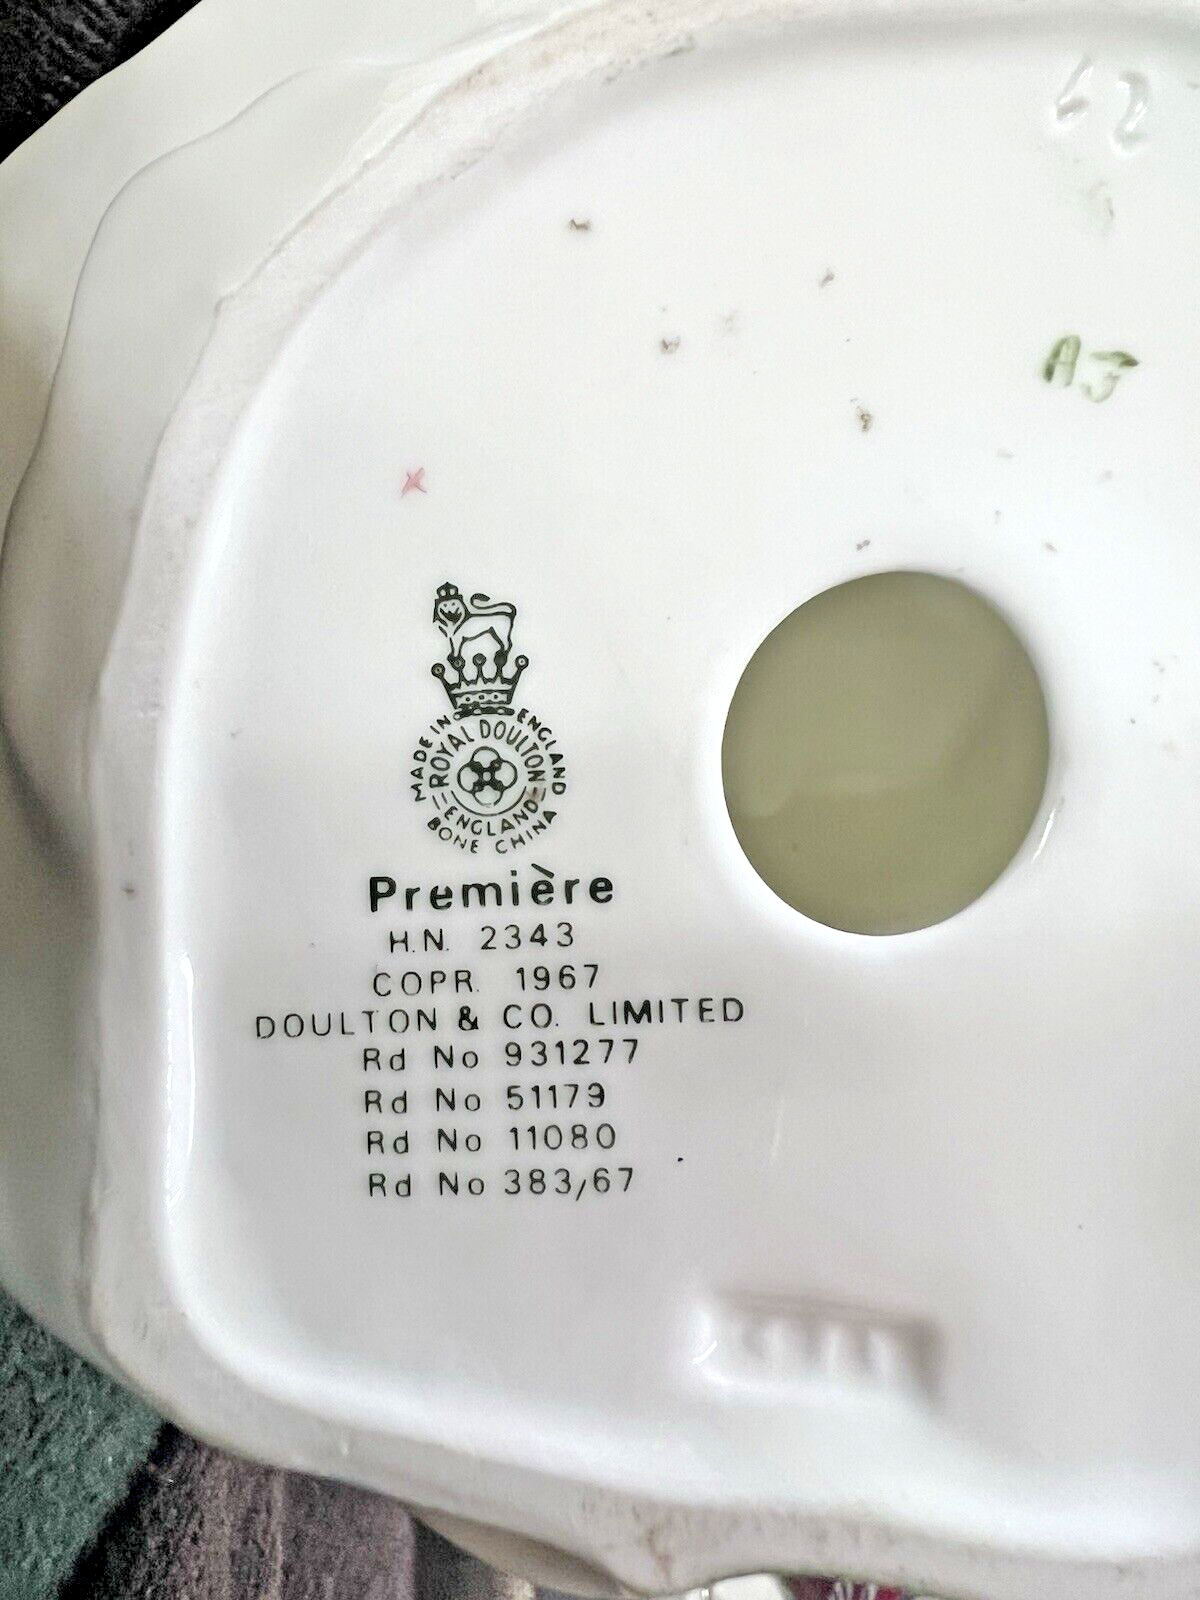 AJ
MADE IN ENGLAND
ROYAL DOULTON
ENGLAND
BONE CHINA
Première
H.N. 2343
COPR. 1967
DOULTON & CO. LIMITED
Rd No 931277
Rd No 51179
Rd No 11080
Rd No 383/67